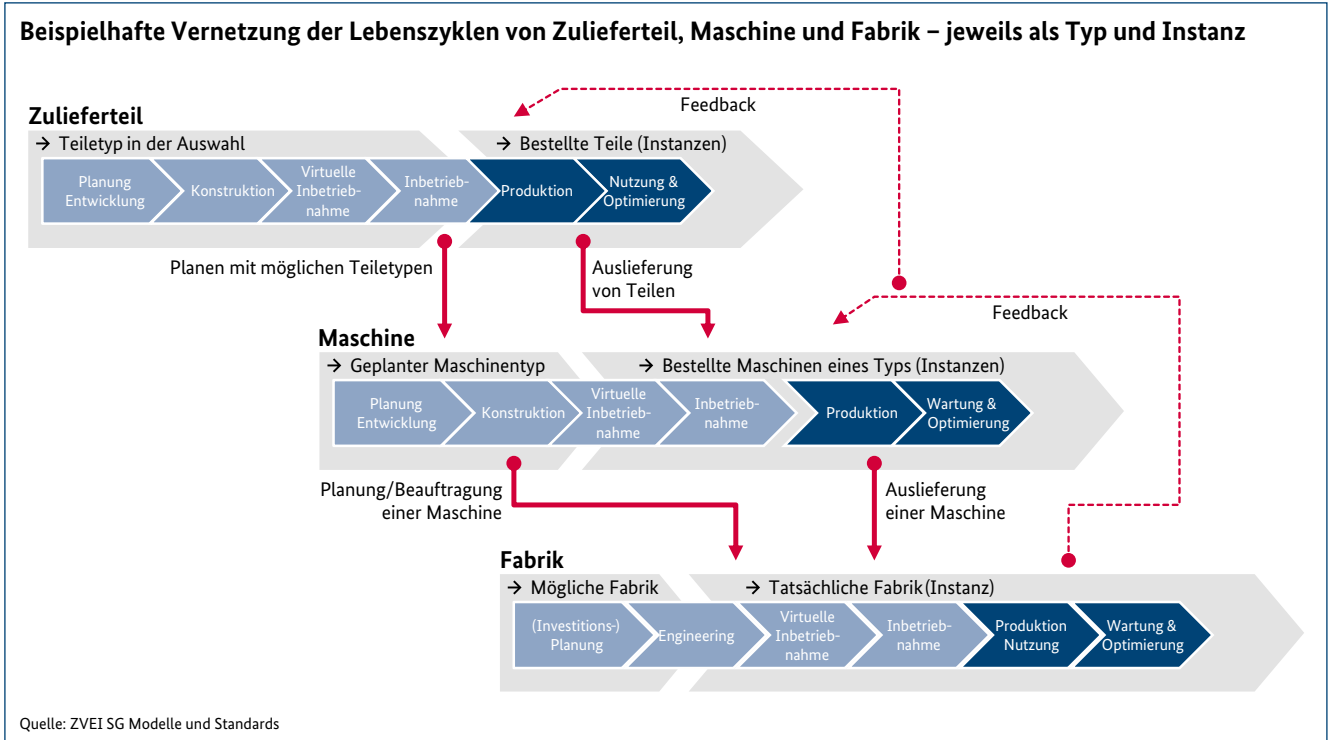 Beispielhafte Vernetzung der Lebenszyklen von Zulieferteil, Maschine und Fabrik – jeweils als Typ und Instanz
Feedback
Zulieferteil
→ Teiletyp in der Auswahl
→ Bestellte Teile (Instanzen)
Planung
Entwicklung
Konstruktion
Virtuelle
Inbetrieb-
nahme
Inbetrieb-
nahme
Produktion
Nutzung &
Optimierung
Planen mit möglichen Teiletypen
Auslieferung
von Teilen
Feedback
Maschine
→ Geplanter Maschinentyp
→ Bestellte Maschinen eines Typs (Instanzen)
Planung
Entwicklung
Konstruktion
Virtuelle
Inbetrieb-
nahme
Inbetrieb-
nahme
Produktion
Wartung &
Optimierung
Planung/Beauftragung
einer Maschine
Auslieferung
einer Maschine
Fabrik
→ Mögliche Fabrik
→ Tatsächliche Fabrik (Instanz)
(Investitions-)
Planung
Engineering
Virtuelle
Inbetrieb-
nahme
Inbetrieb-
nahme
Produktion
Nutzung
Wartung &
Optimierung
Quelle: ZVEI SG Modelle und Standards